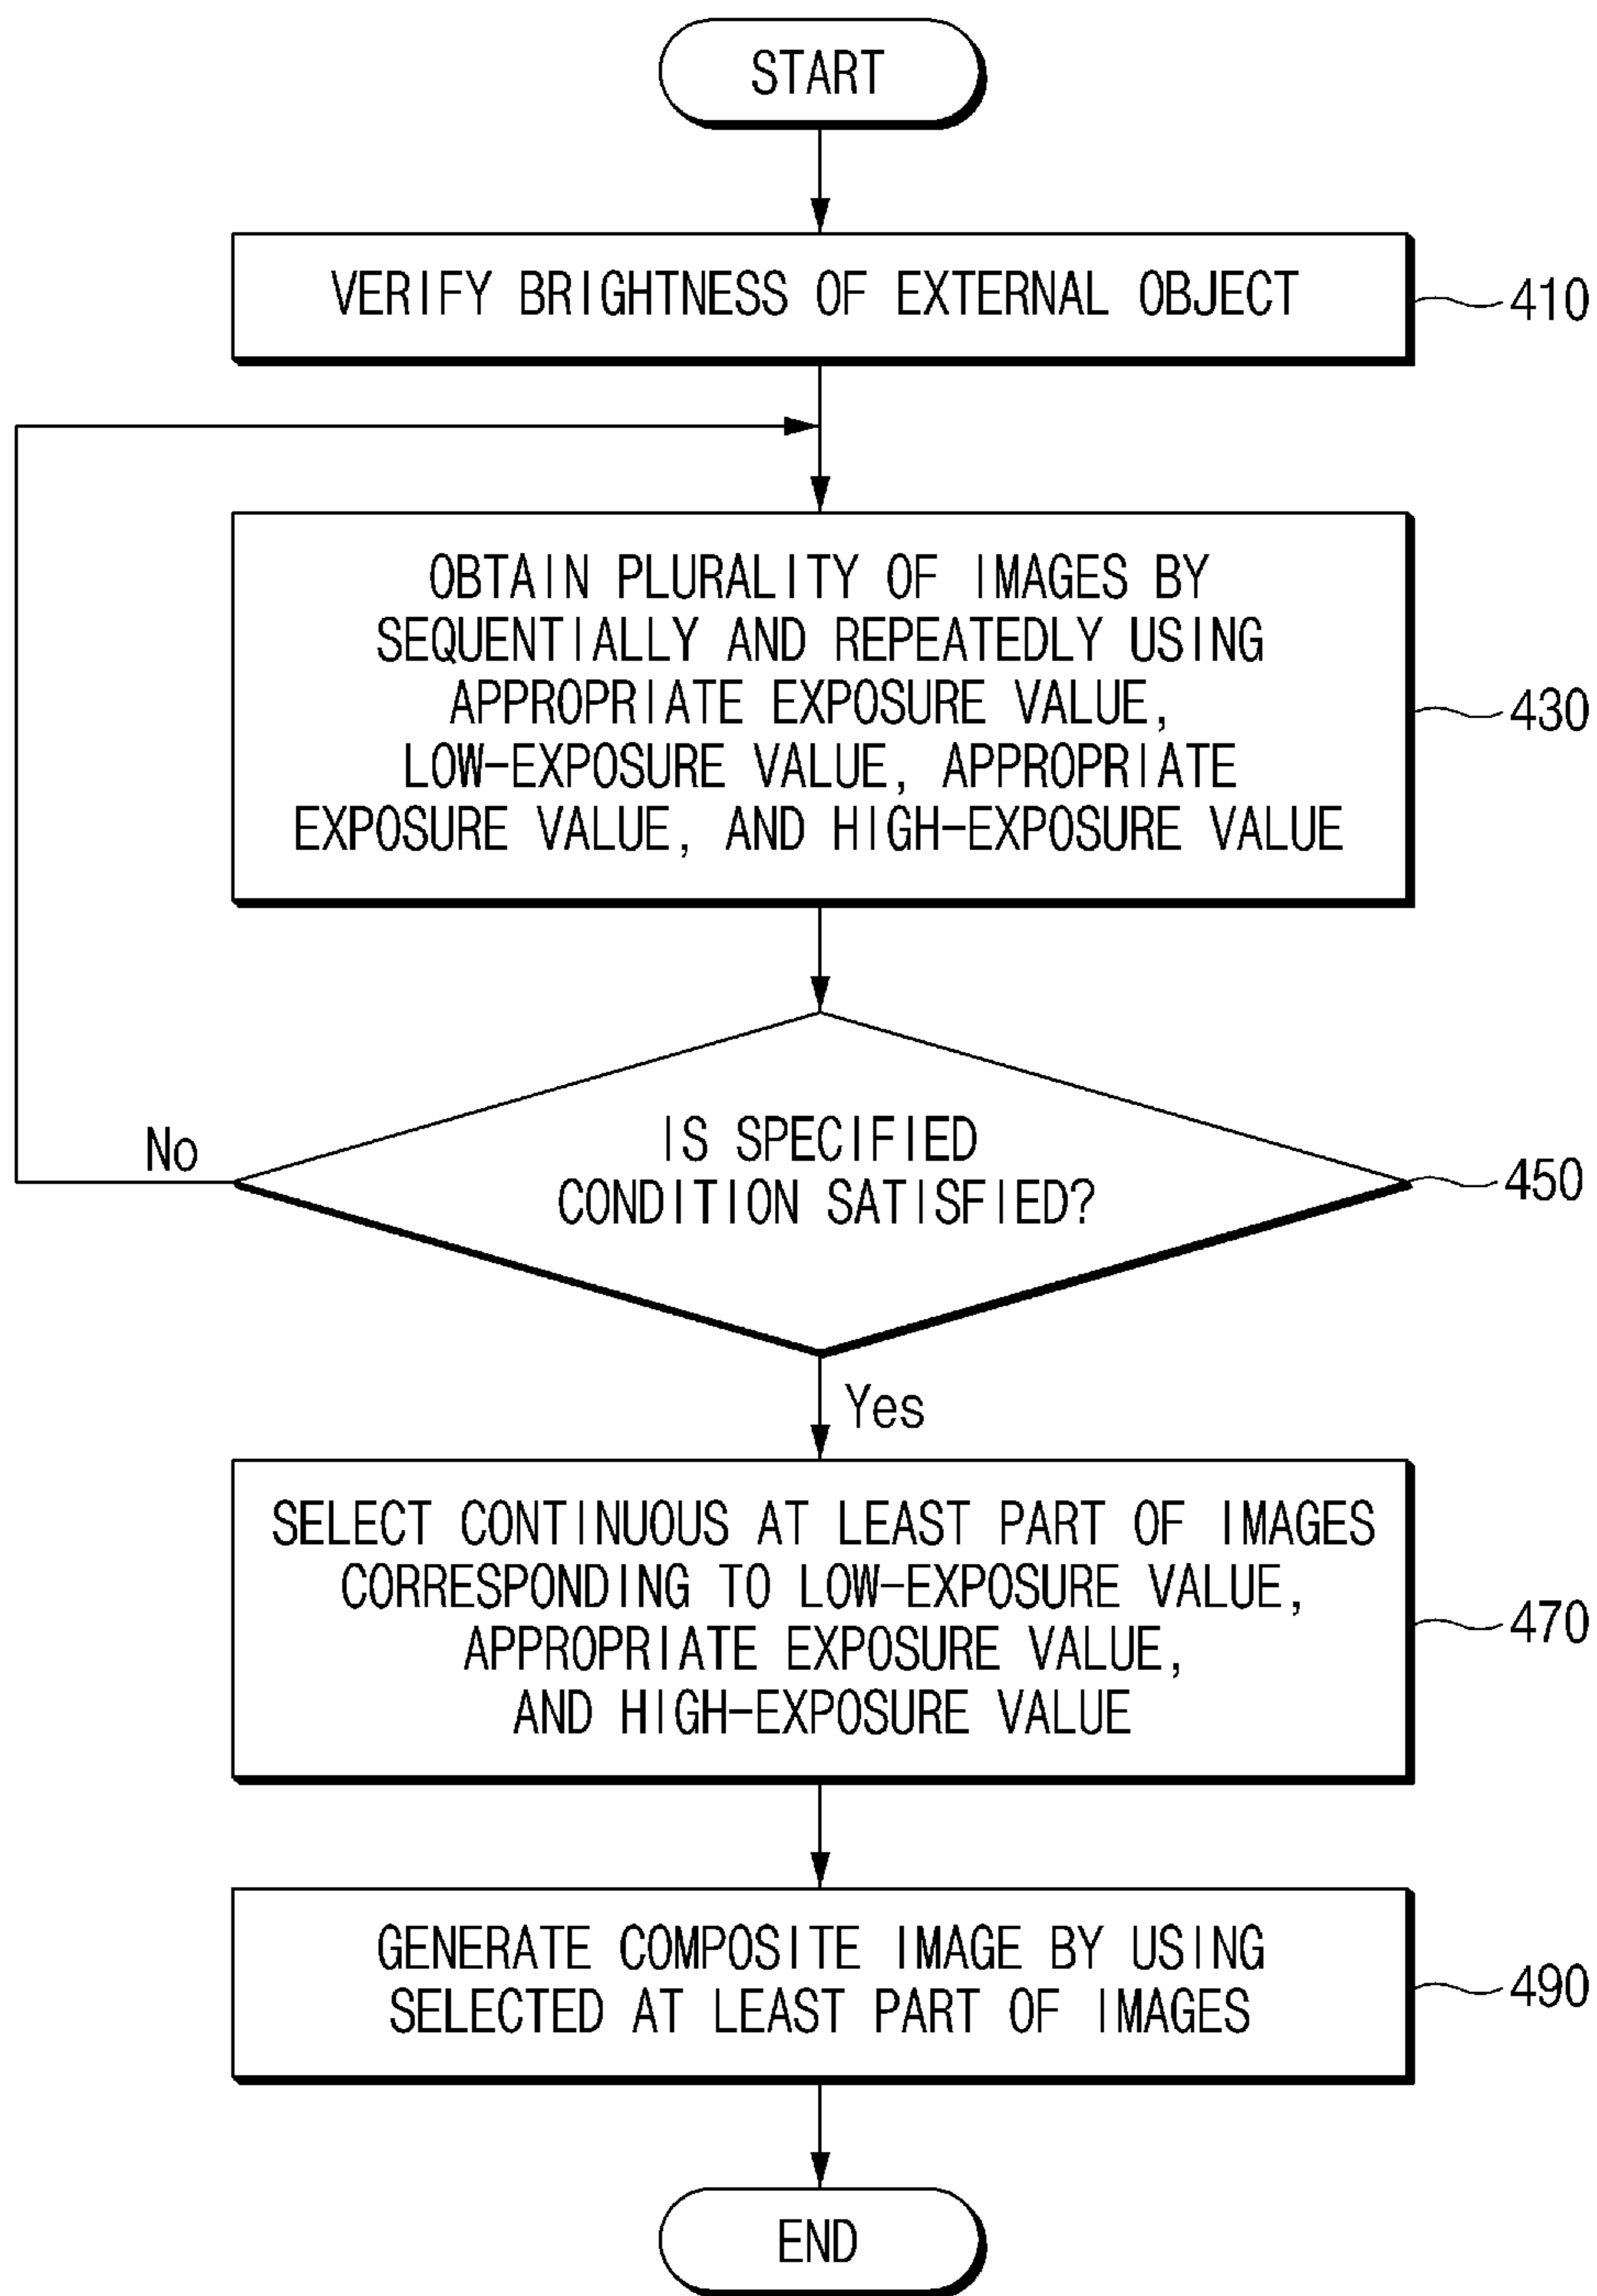 START
VERIFY BRIGHTNESS OF EXTERNAL OBJECT
410
OBTAIN PLURALITY OF IMAGES BY
SEQUENTIALLY AND REPEATEDLY USING
APPROPRIATE EXPOSURE VALUE,
LOW-EXPOSURE VALUE, APPROPRIATE
EXPOSURE VALUE, AND HIGH-EXPOSURE VALUE
430
IS SPECIFIED
CONDITION SATISFIED?
No
450
Yes
SELECT CONTINUOUS AT LEAST PART OF IMAGES
CORRESPONDING TO LOW-EXPOSURE VALUE,
APPROPRIATE EXPOSURE VALUE,
AND HIGH-EXPOSURE VALUE
470
GENERATE COMPOSITE IMAGE BY USING
SELECTED AT LEAST PART OF IMAGES
490
END